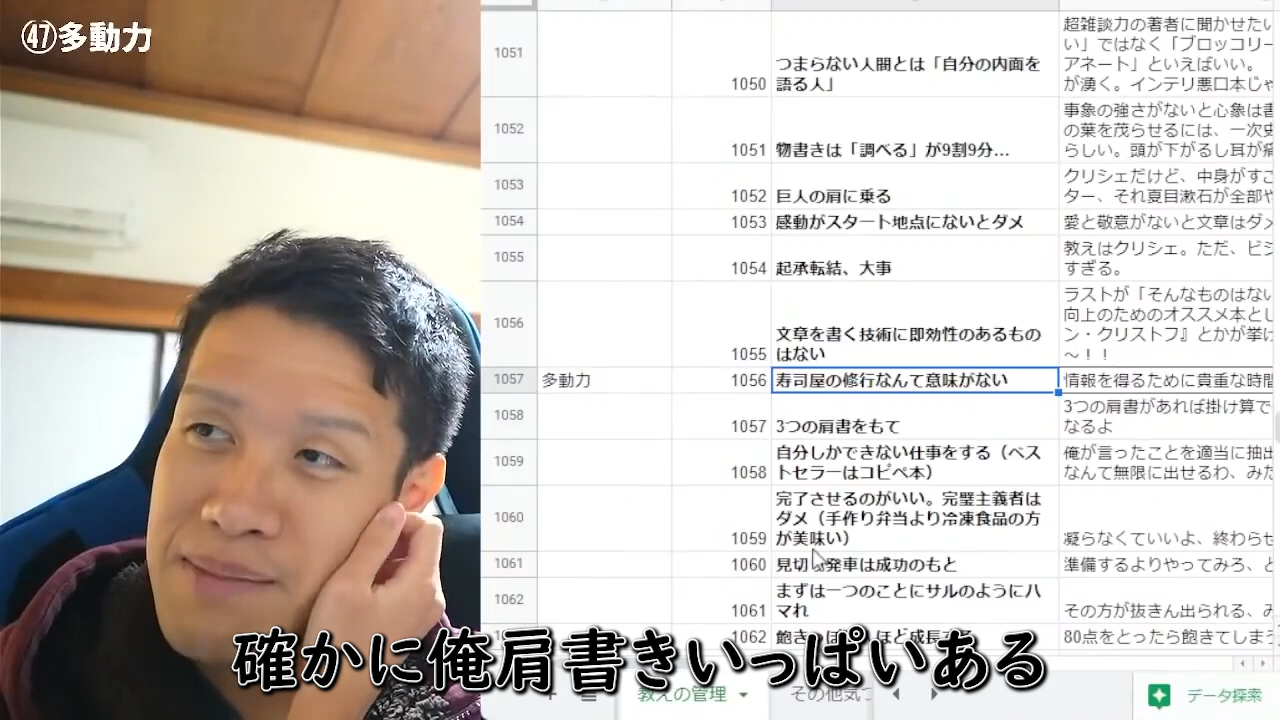 ㊼多動力
1051
1050
つまらない人間とは「自分の内面を
語る人」
超雑談力の著者に聞かせたい
い」ではなく「ブロッコリー
アネート」といえばいい。
が湧く。インテリ悪口本じゃ
1052
1051
物書きは「調べる」が9割9分…
事象の強さがないと心象は書
の葉を茂らせるには、一次史
らしい。頭が下がるし耳が痛
1053
1052
巨人の肩に乗る
クリシェだけど、中身がすご
ター、それ夏目漱石が全部や
1054
1053
感動がスタート地点にないとダメ
愛と敬意がないと文章はダメ
1055
1054
起承転結、大事
教えはクリシェ。ただ、ビジ
すぎる。
1056
1055
文章を書く技術に即効性のあるもの
はない
ラストが「そんなものはない
向上のためのオススメ本とし
ン・クリストフ』とかが挙げ
～！！
1057
多動力
1056
寿司屋の修行なんて意味がない
情報を得るために貴重な時間
1058
1057
3つの肩書をもて
3つの肩書があれば掛け算で
なるよ
1059
1058
自分しかできない仕事をする（ベス
トセラーはコピペ本）
俺が言ったことを適当に抽出
なんて無限に出せるわ、みた
1060
1059
完了させるのがいい。完璧主義者は
ダメ（手作り弁当より冷凍食品の方
が美味い）
凝らなくていいよ、終わらせ
1061
1060
見切り発車は成功のもと
準備するよりやってみろ、と
1062
1061
まずは一つのことにサルのようにハ
マれ
その方が抜きん出られる、み
1062
飽き
ほど成長
80点をとったら飽きてしまう
確かに俺肩書きいっぱいある
教えの管理
その他気づ
データ探索